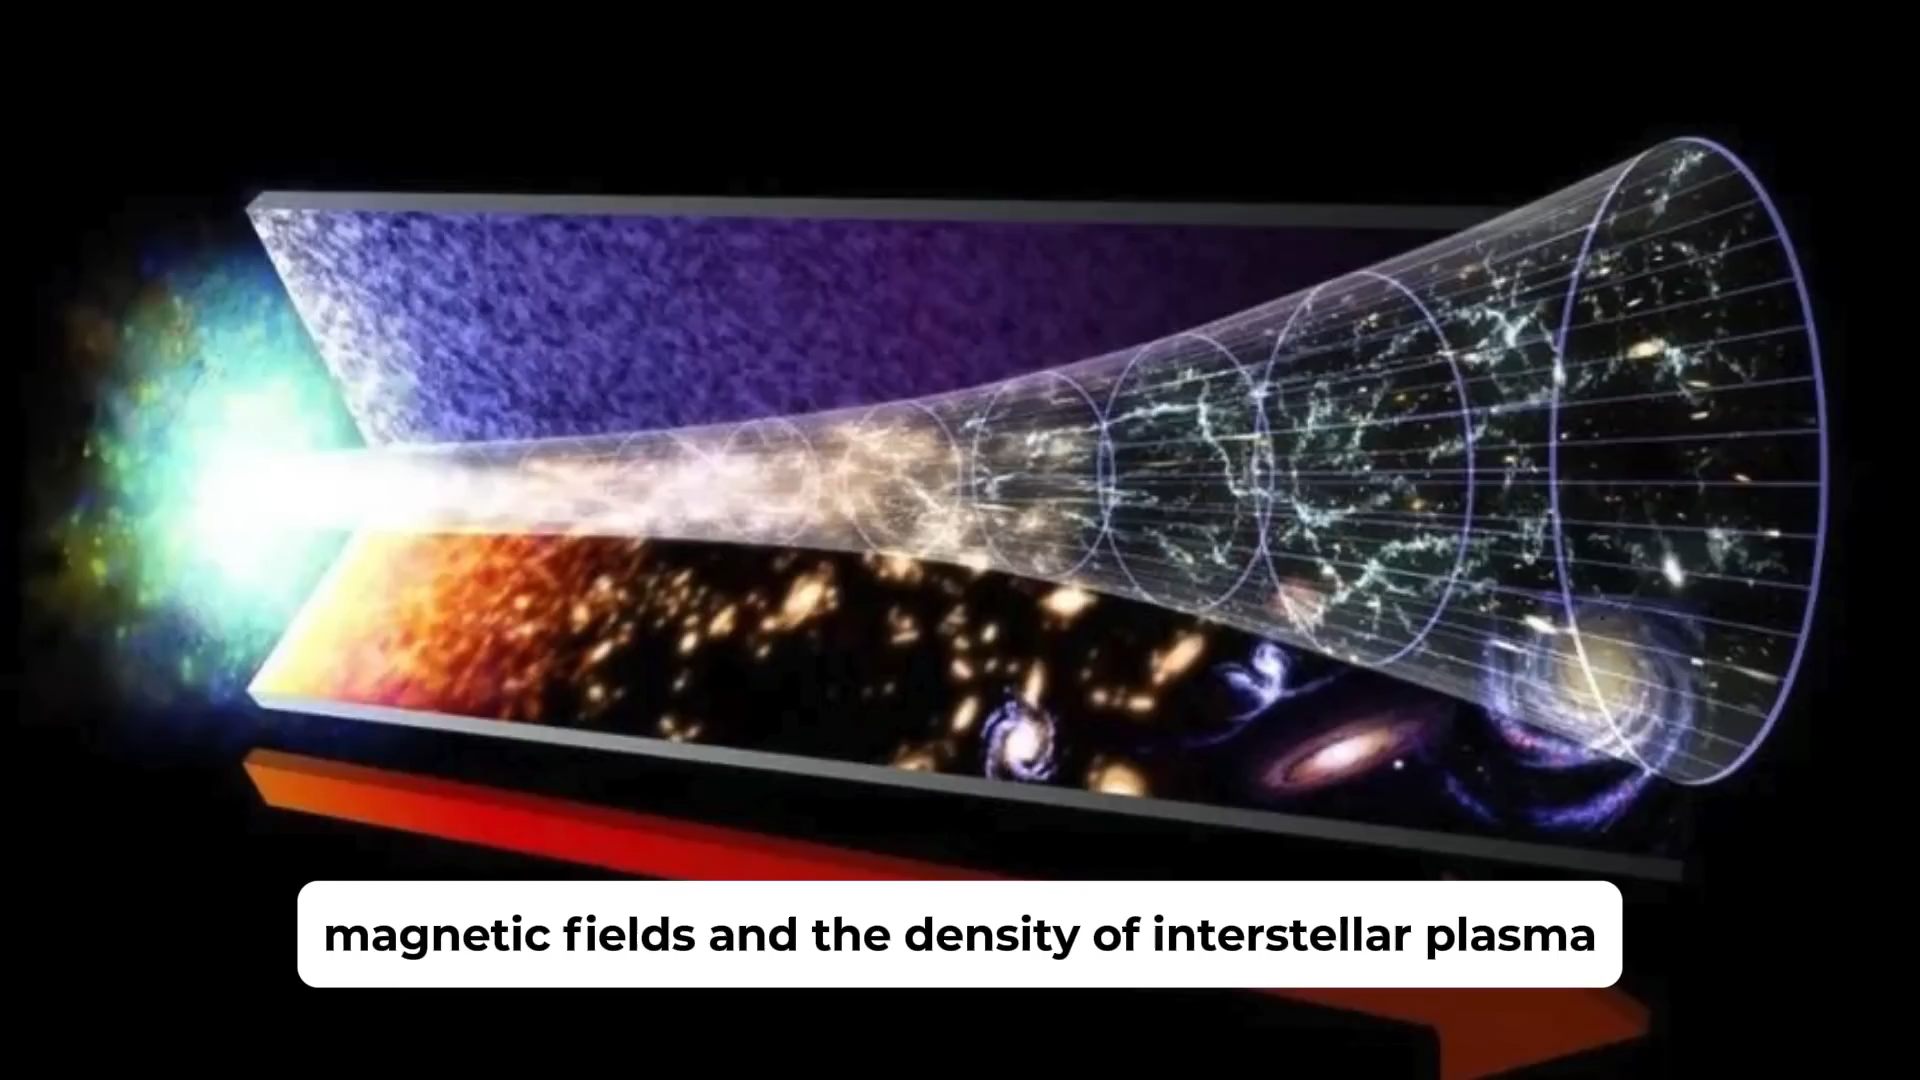 magnetic fields and the density of interstellar plasma